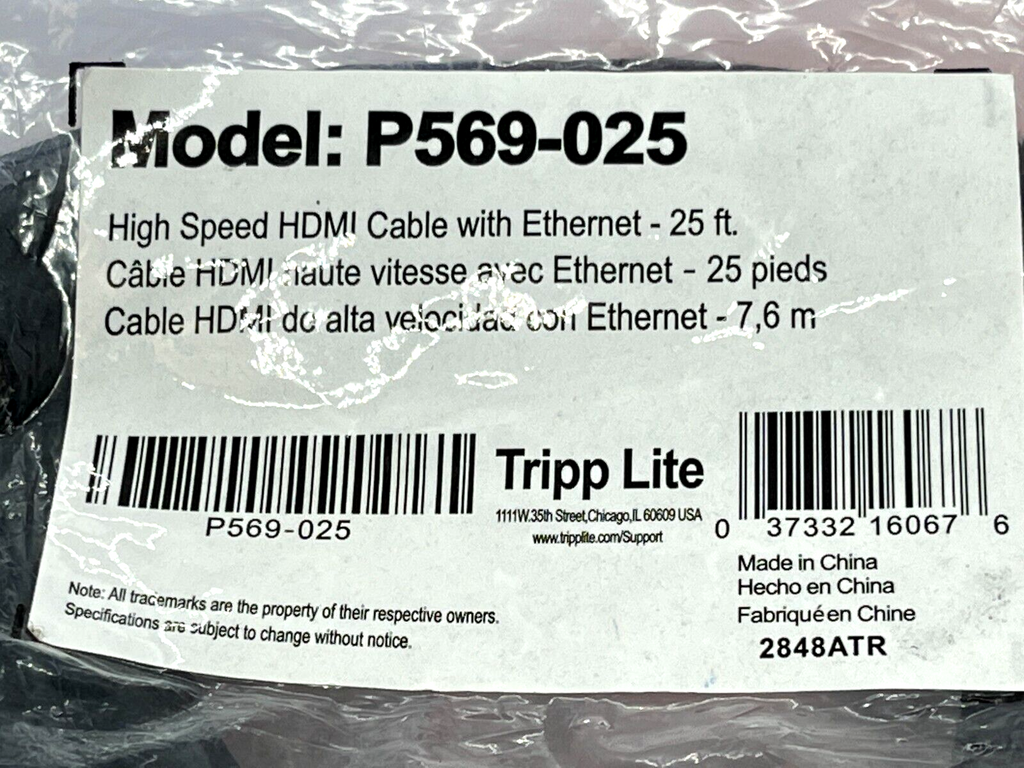 Model: P569-025
High Speed HDMI Cable with Ethernet - 25 ft.
Câble HDMI haute vitesse avec Ethernet - 25 pieds
Cable HDMI de alta velocidad con Ethernet - 7,6 m
P569-025
Tripp Lite
1111 W. 35th Street, Chicago, IL 60609 USA
www.tripplite.com/Support
0 37332 16067 6
Made in China
Hecho en China
Fabriqué en Chine
2848ATR
Note: All trademarks are the property of their respective owners.
Specifications are subject to change without notice.